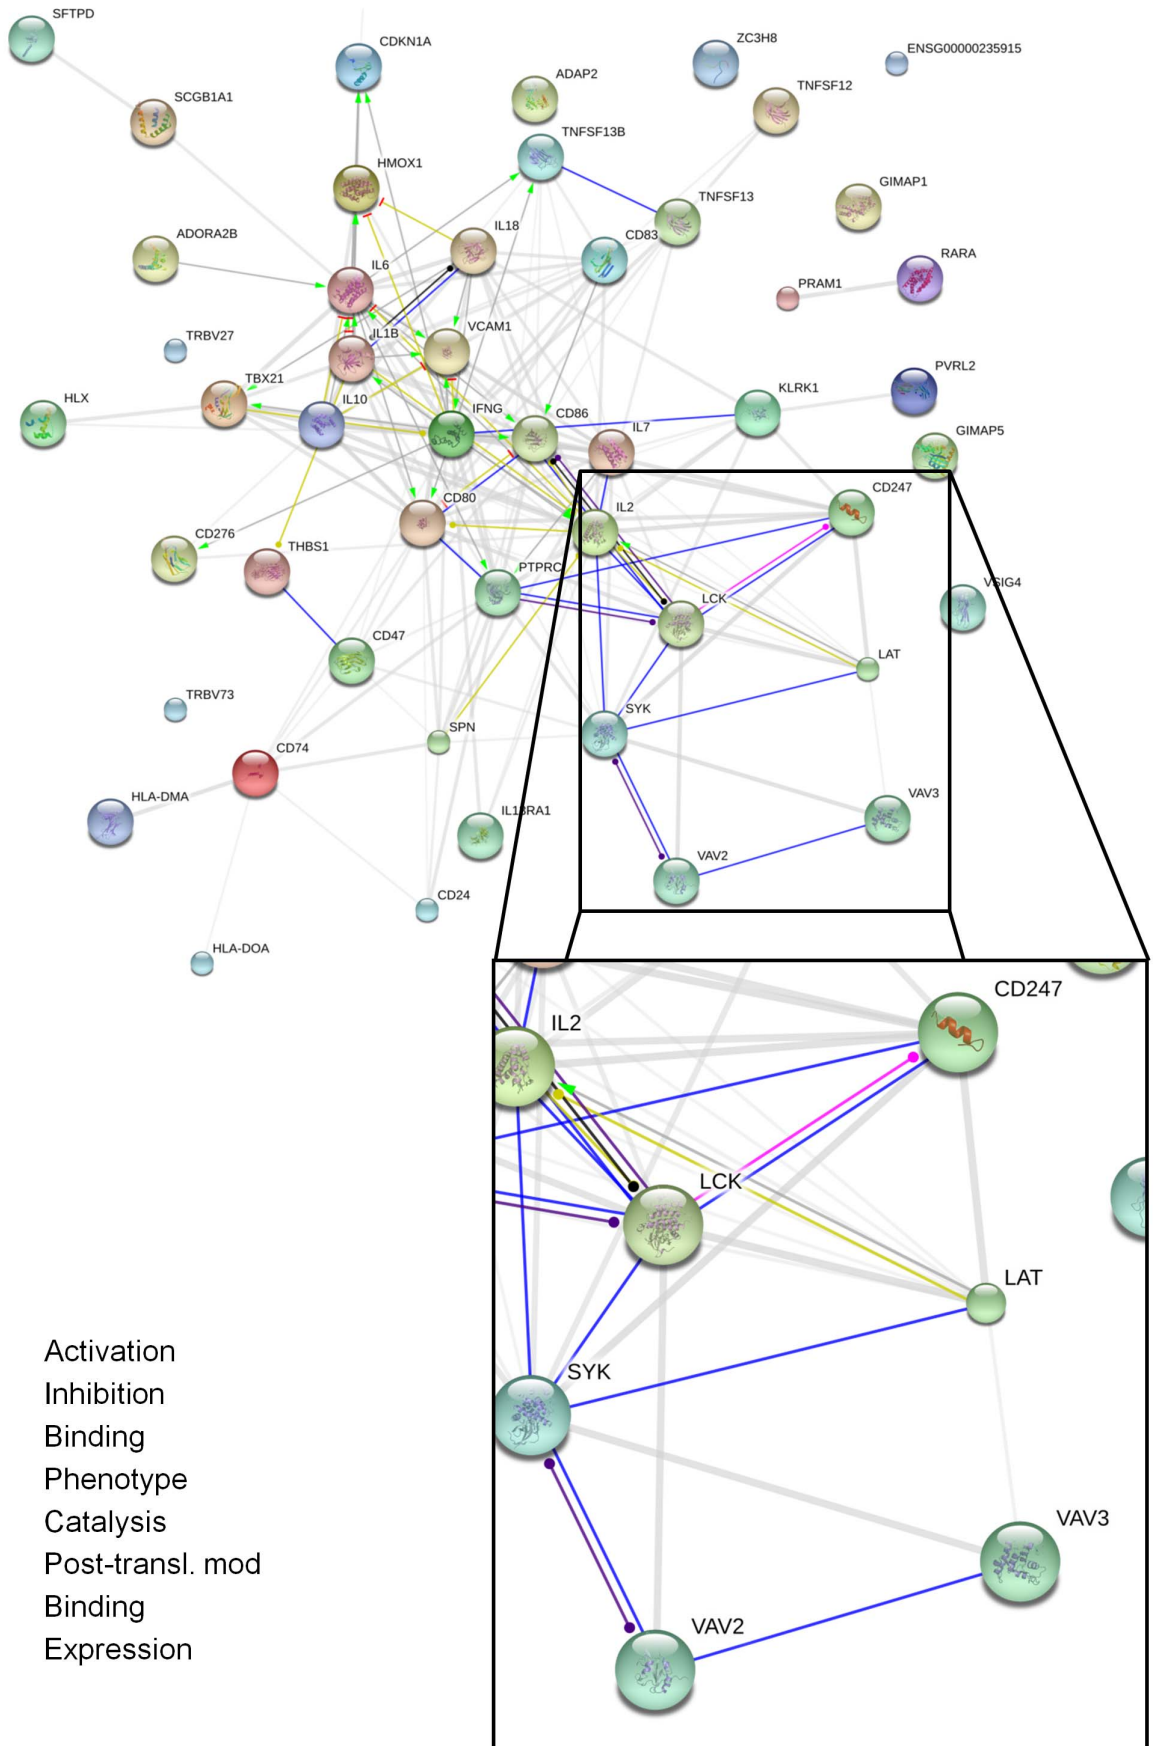 SFTPD
CDKN1A
ZC3H8
ENSG00000235915
ADAP2
TNFSF12
SCGB1A1
TNFSF13B
HMOX1
GIMAP1
TNFSF13
IL18
ADORA2B
CD83
RARA
IL6
PRAM1
VCAM1
IL1B
TRBV27
PVRL2
TBX21
KLRK1
HLX
IL10
IFNG
CD86
IL7
GIMAP5
CD247
CD80
IL2
CD276
THBS1
PTPRC
VSIG4
LCK
CD47
LAT
TRBV73
SYK
SPN
CD74
HLA-DMA
VAV3
IL13RA1
VAV2
CD24
HLA-DOA
CD247
IL2
LCK
LAT
SYK
VAV3
VAV2
Activation
Inhibition
Binding
Phenotype
Catalysis
Post-transl. mod
Binding
Expression